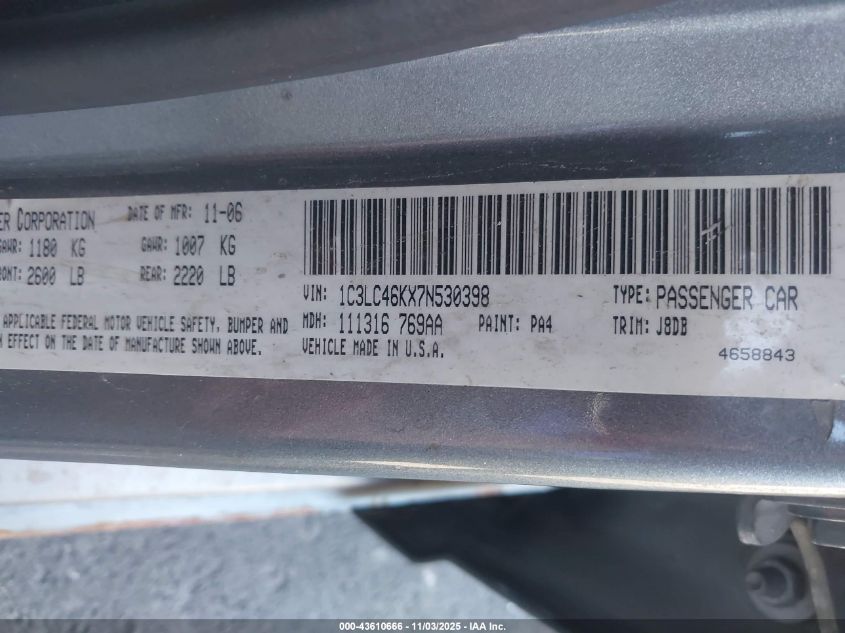 ER CORPORATION DATE OF MFR: 11-06
GAWR: 1180 KG GAWR: 1007 KG
ONT: 2600 LB REAR: 2220 LB
VIN: 1C3LC46KX7N530398 TYPE: PASSENGER CAR
APPLICABLE FEDERAL MOTOR VEHICLE SAFETY, BUMPER AND MDH: 111316 769AA PAINT: PA4 TRIM: J8DB
N EFFECT ON THE DATE OF MANUFACTURE SHOWN ABOVE. VEHICLE MADE IN U.S.A.
4658843
000-43610666 - 11/03/2025 - IAA Inc.